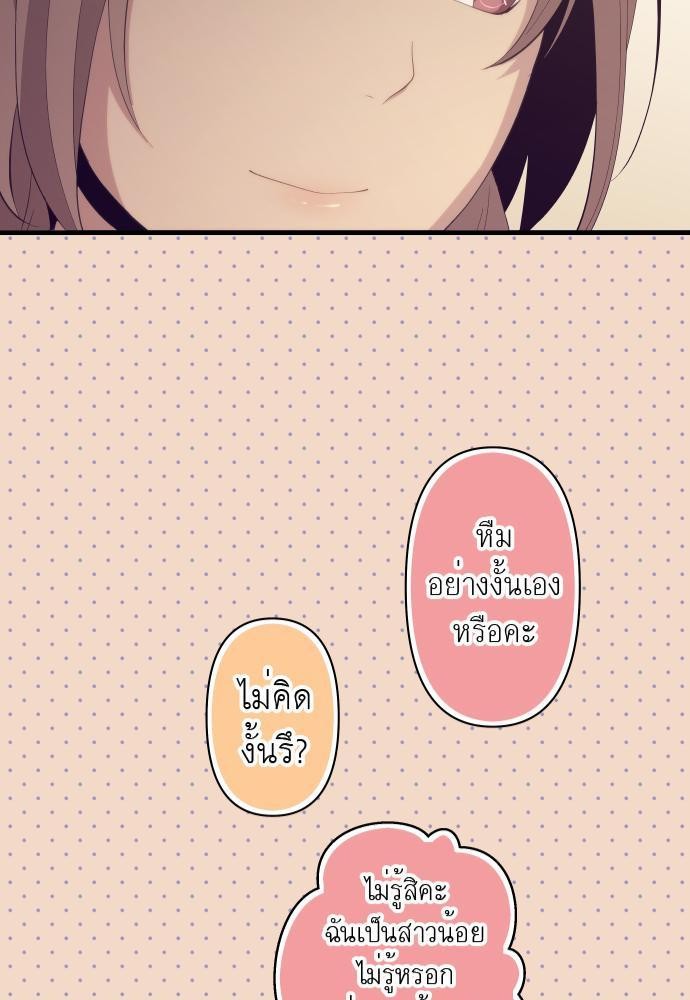 หืม
อย่างงั้นเอง
หรือคะ
ไม่คิด
งั้นรึ?
ไม่รู้สิคะ
ฉันเป็นสาวน้อย
ไม่รู้หรอก